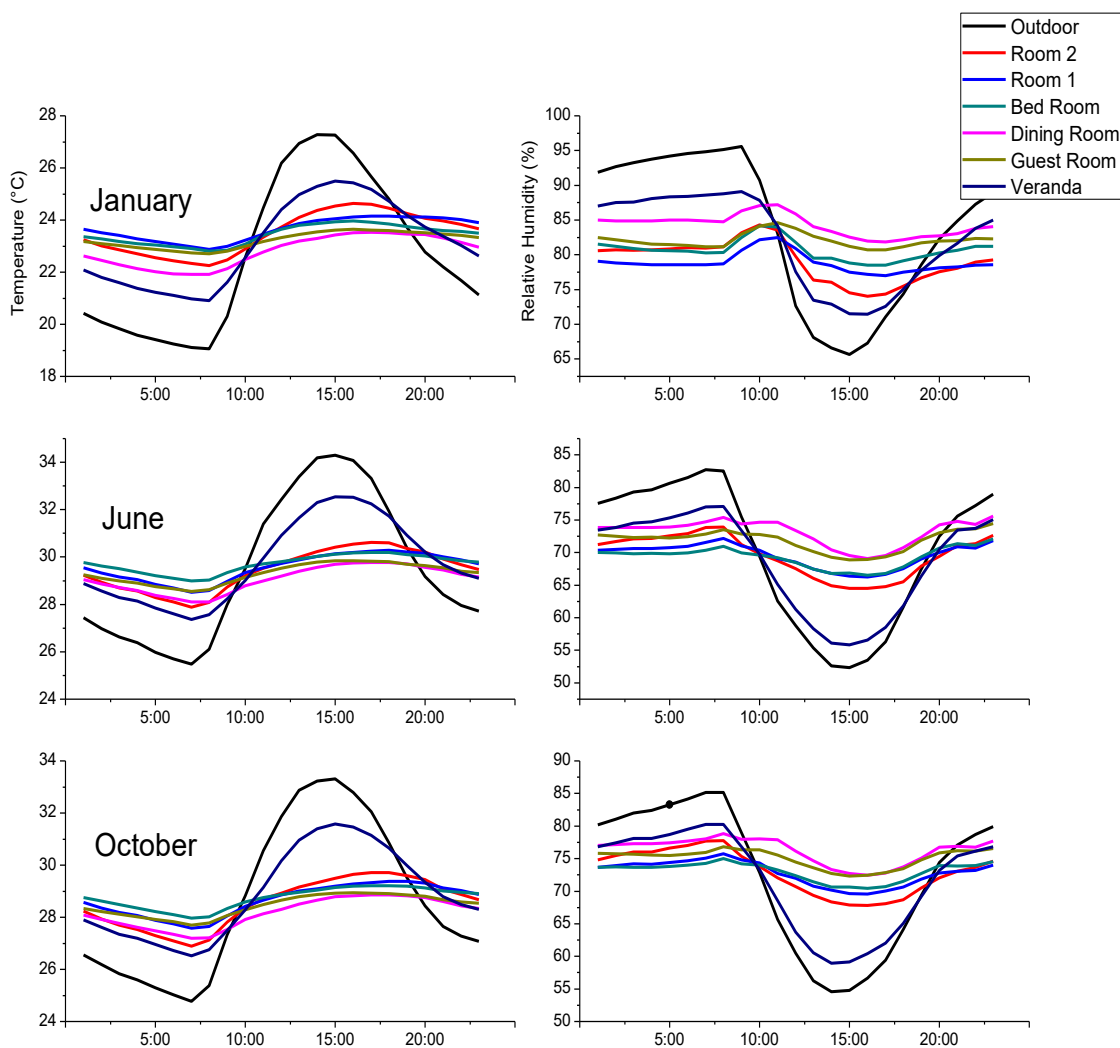 Outdoor
Room 2
Room 1
Bed Room
Dining Room
Guest Room
Veranda
28
26
24
22
20
18
Temperature (°C)
January
5:00 10:00 15:00 20:00
100
95
90
85
80
75
70
65
Relative Humidity (%)
5:00 10:00 15:00 20:00
34
32
30
28
26
24
June
5:00 10:00 15:00 20:00
85
80
75
70
65
60
55
50
5:00 10:00 15:00 20:00
34
32
30
28
26
24
October
5:00 10:00 15:00 20:00
90
85
80
75
70
65
60
55
50
5:00 10:00 15:00 20:00